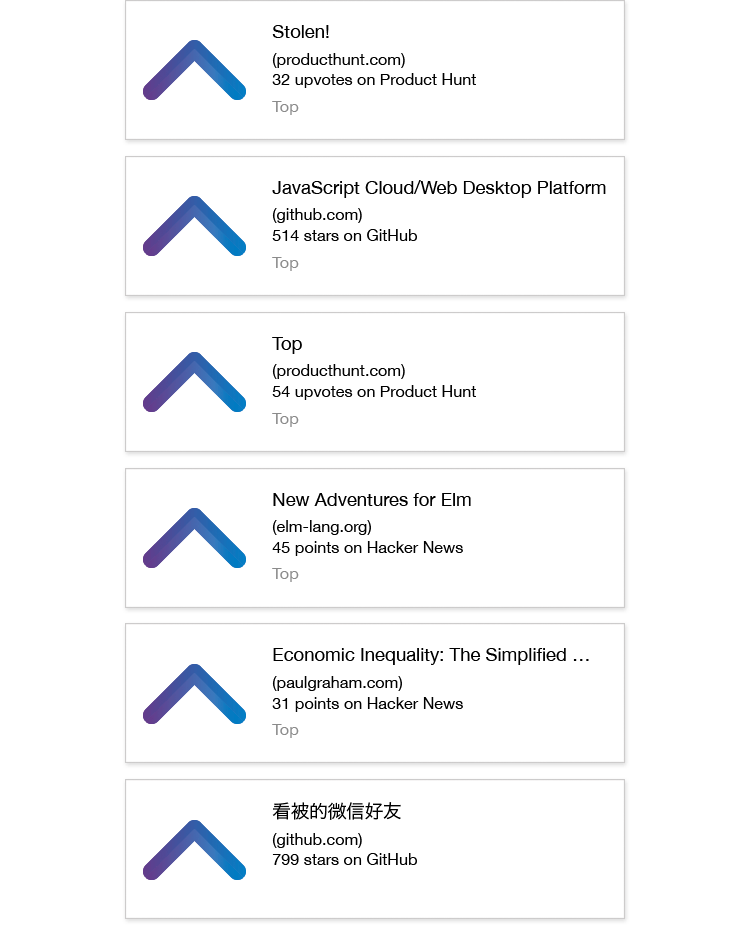 Stolen!
(producthunt.com)
32 upvotes on Product Hunt
Top
JavaScript Cloud/Web Desktop Platform
(github.com)
514 stars on GitHub
Top
Top
(producthunt.com)
54 upvotes on Product Hunt
Top
New Adventures for Elm
(elm-lang.org)
45 points on Hacker News
Top
Economic Inequality: The Simplified …
(paulgraham.com)
31 points on Hacker News
Top
看被的微信好友
(github.com)
799 stars on GitHub